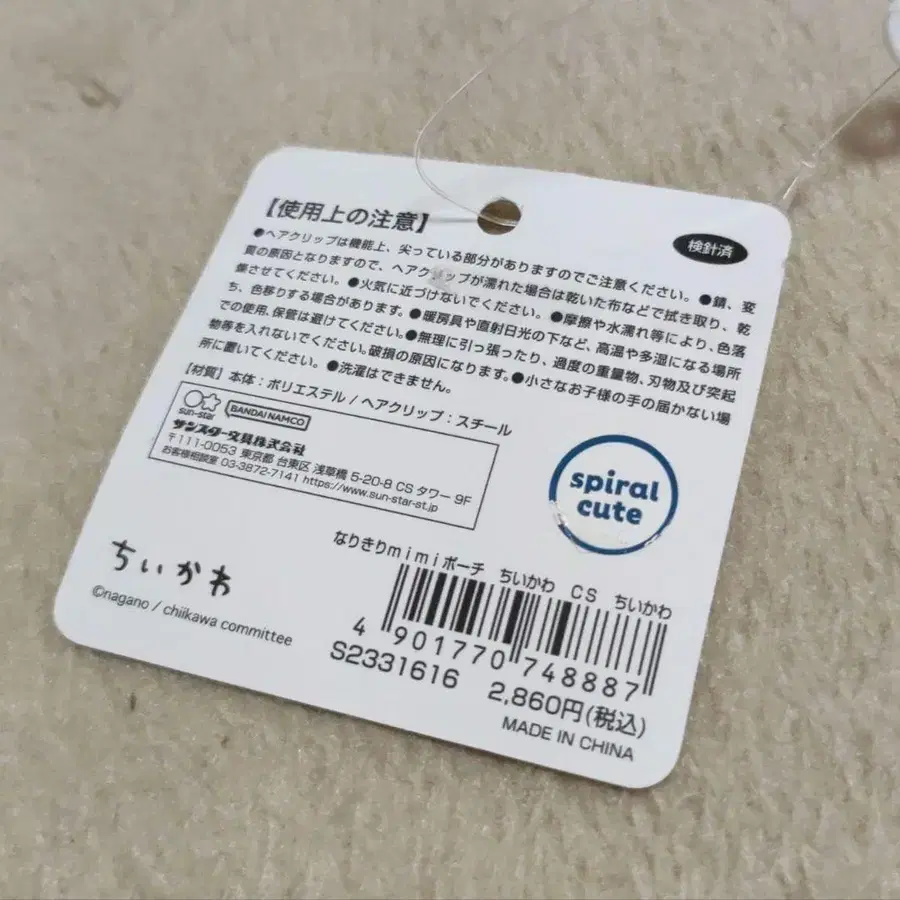 【使用上の注意】
検針済
●ヘアクリップは機能上、尖っている部分がありますのでご注意ください。●錆、変
質の原因となりますので、ヘアクリップが濡れた場合は乾いた布などで拭き取り、乾
燥させてください。●火気に近づけないでください。●摩擦や水濡れ等により、色落
ち、色移りする場合があります。●暖房具や直射日光の下など、高温や多湿になる場所
での使用、保管は避けてください。●無理に引っ張ったり、過度の重量物、刃物及び突起
物等を入れないでください。破損の原因になります。●小さなお子様の手の届かない場
所に置いてください。●洗濯はできません。
【材質】本体:ポリエステル/ヘアクリップ:スチール
sun-star BANDAI NAMCO
サンスター文具株式会社
〒111-0053 東京都 台東区 浅草橋 5-20-8 CS タワー 9F
お客様相談室 03-3872-7141 https://www.sun-star-st.jp
spiral
cute
ちいかわ
©nagano / chiikawa committee
なりきりmimiポーチ ちいかわ CS ちいかわ
4 901770 748887
S2331616 2,860円(税込)
MADE IN CHINA